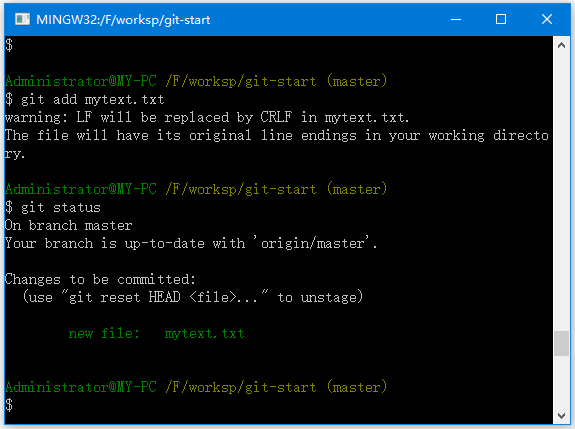 MINGW32:/F/worksp/git-start
$
Administrator@MY-PC /F/worksp/git-start (master)
$ git add mytext.txt
warning: LF will be replaced by CRLF in mytext.txt.
The file will have its original line endings in your working directo
ry.
Administrator@MY-PC /F/worksp/git-start (master)
$ git status
On branch master
Your branch is up-to-date with 'origin/master'.
Changes to be committed:
  (use "git reset HEAD <file>..." to unstage)
        new file:   mytext.txt
Administrator@MY-PC /F/worksp/git-start (master)
$